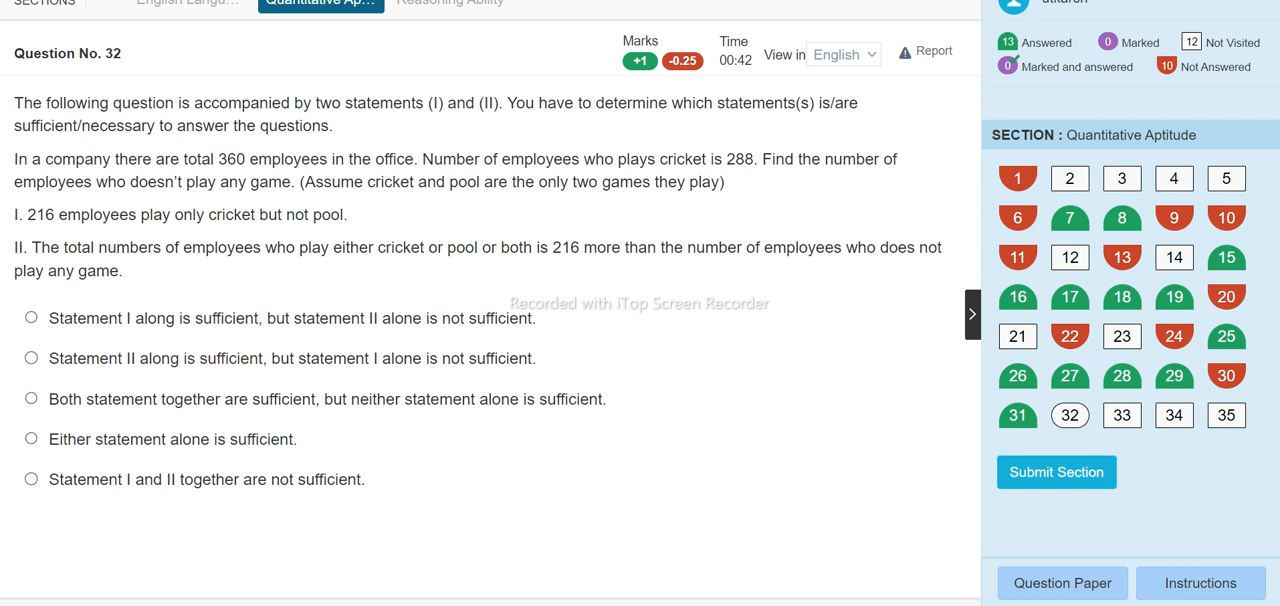 SECTIONS English Langu... Quantitative Ap... Reasoning Ability
utkarsh
Question No. 32
Marks
+1 -0.25
Time
00:42
View in English
Report
13 Answered 0 Marked 12 Not Visited
0 Marked and answered 10 Not Answered
The following question is accompanied by two statements (I) and (II). You have to determine which statements(s) is/are
sufficient/necessary to answer the questions.
In a company there are total 360 employees in the office. Number of employees who plays cricket is 288. Find the number of
employees who doesn't play any game. (Assume cricket and pool are the only two games they play)
I. 216 employees play only cricket but not pool.
II. The total numbers of employees who play either cricket or pool or both is 216 more than the number of employees who does not
play any game.
Recorded with iTop Screen Recorder
Statement I along is sufficient, but statement II alone is not sufficient.
Statement II along is sufficient, but statement I alone is not sufficient.
Both statement together are sufficient, but neither statement alone is sufficient.
Either statement alone is sufficient.
Statement I and II together are not sufficient.
SECTION : Quantitative Aptitude
1 2 3 4 5
6 7 8 9 10
11 12 13 14 15
16 17 18 19 20
21 22 23 24 25
26 27 28 29 30
31 32 33 34 35
Submit Section
Question Paper Instructions